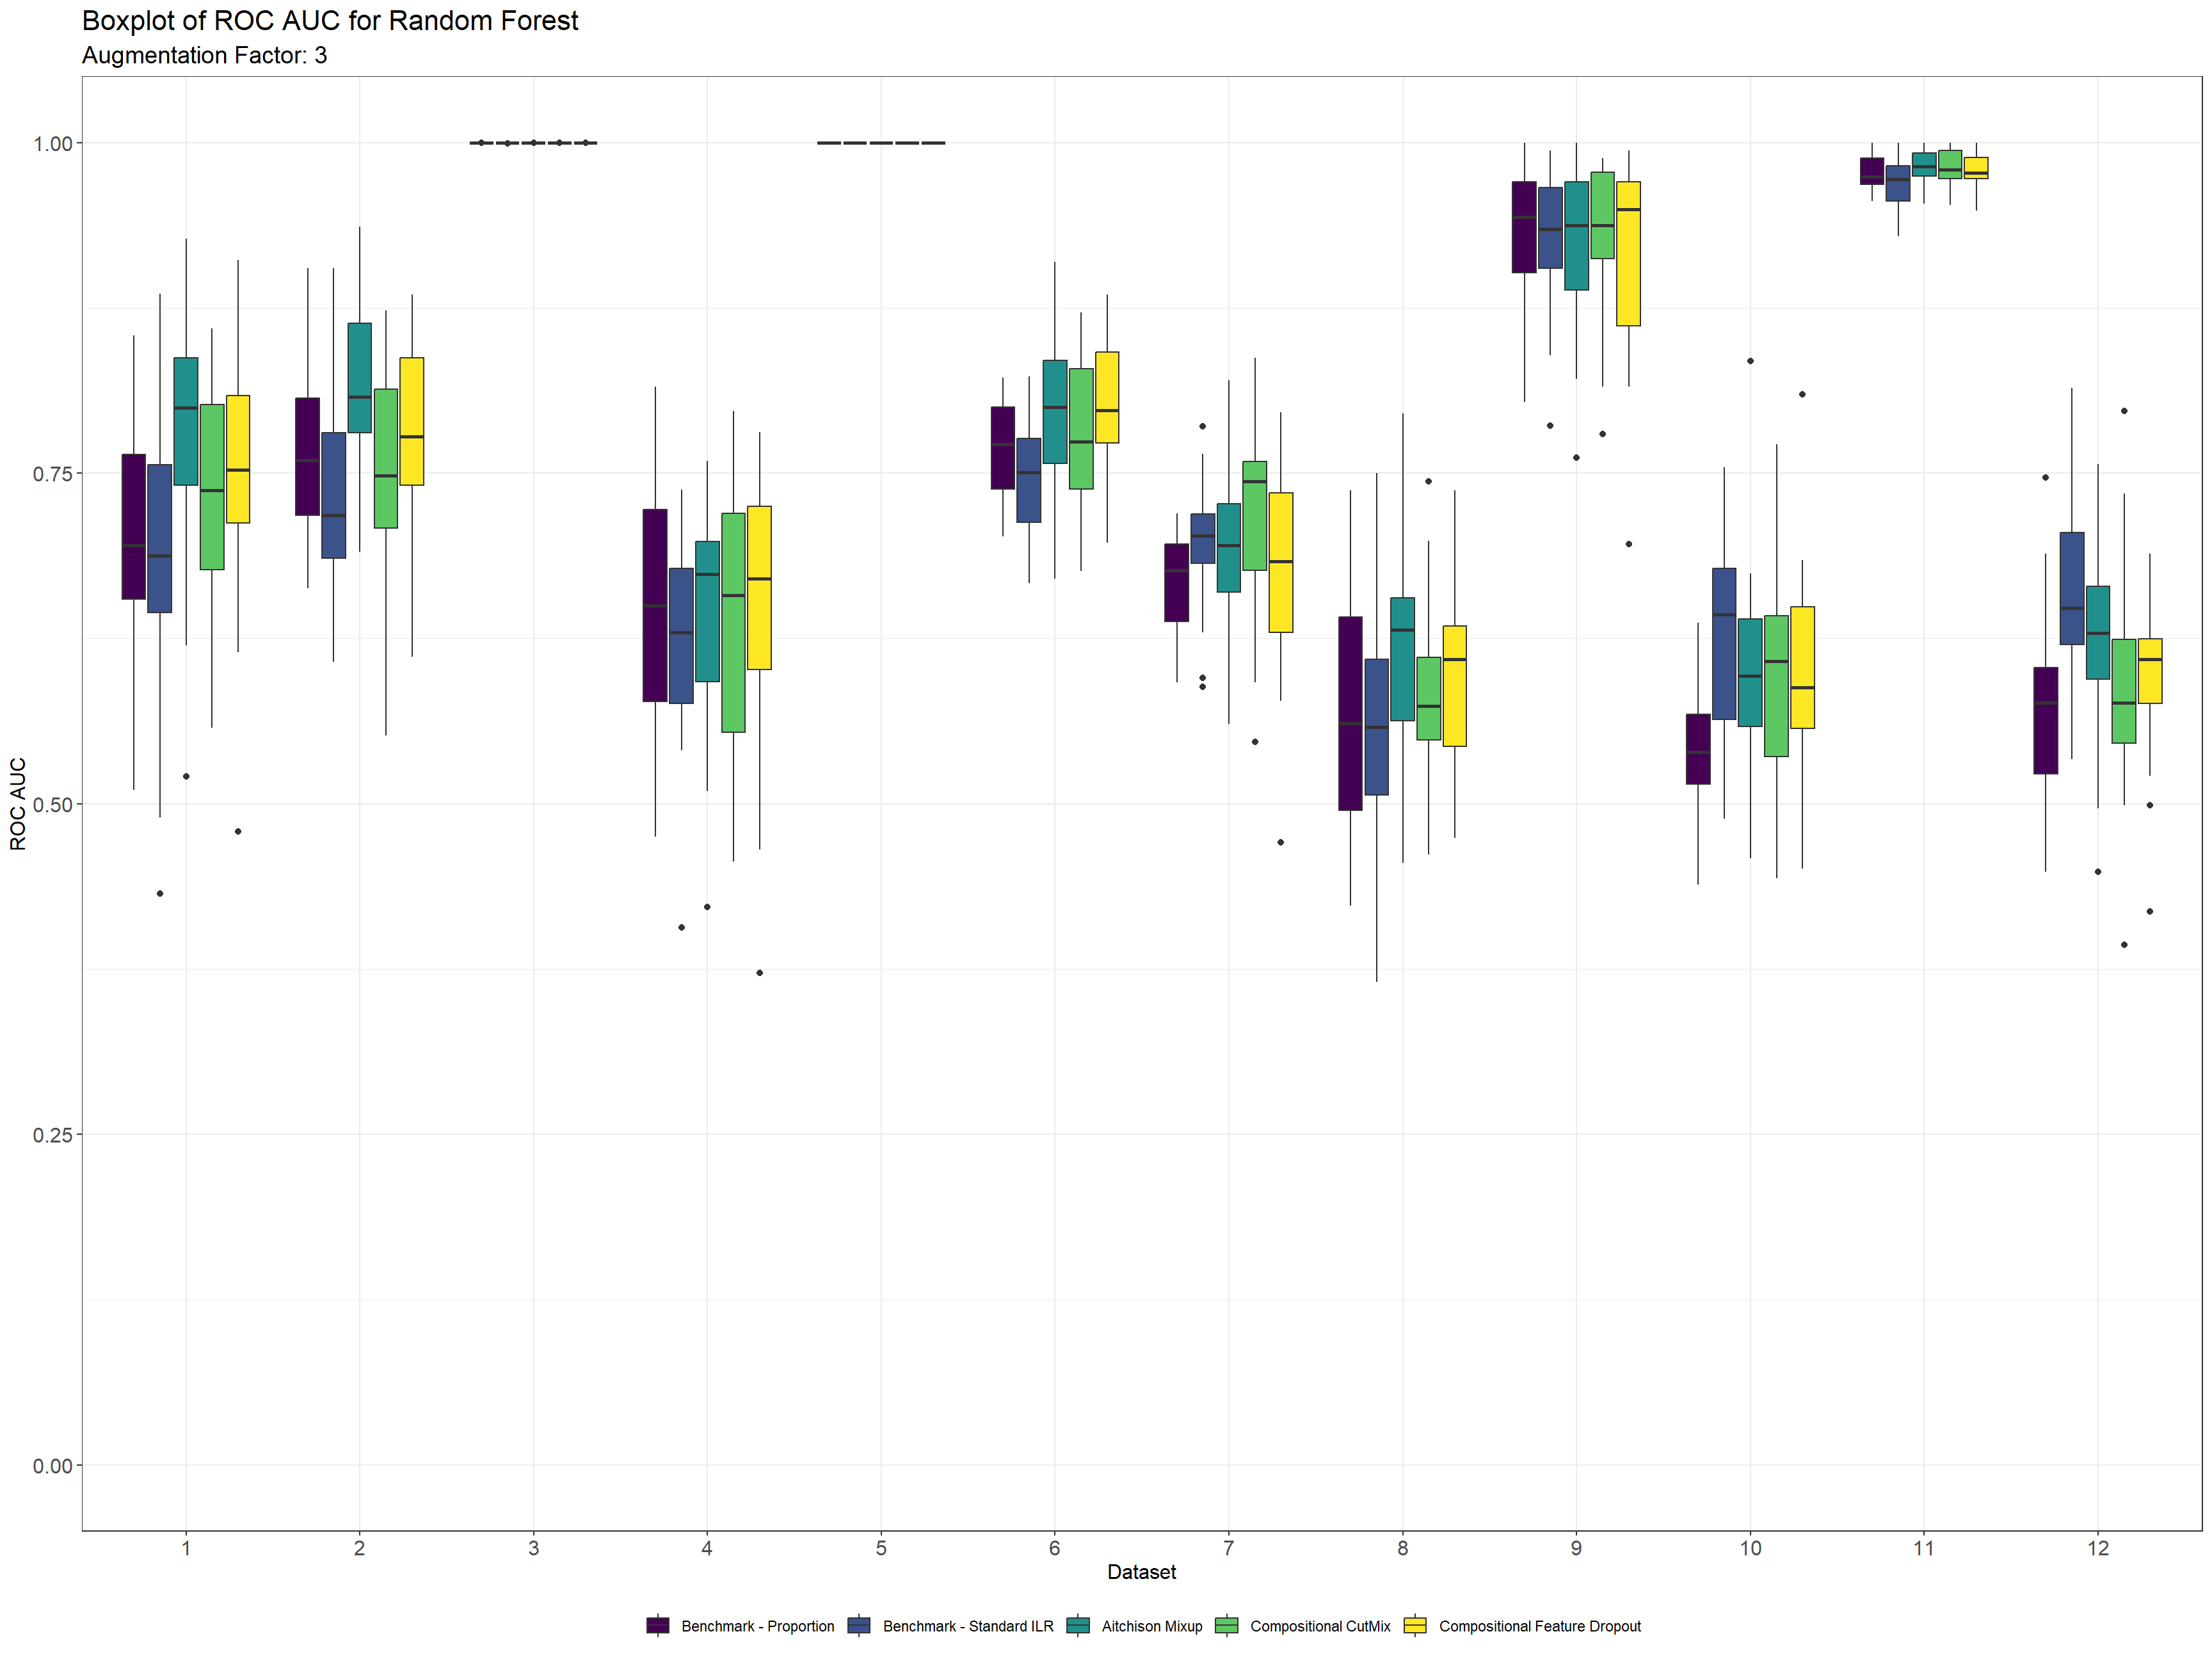 Boxplot of ROC AUC for Random Forest
Augmentation Factor: 3
1.00
0.75
0.50
0.25
0.00
ROC AUC
1 2 3 4 5 6 7 8 9 10 11 12
Dataset
Benchmark - Proportion Benchmark - Standard ILR Aitchison Mixup Compositional CutMix Compositional Feature Dropout